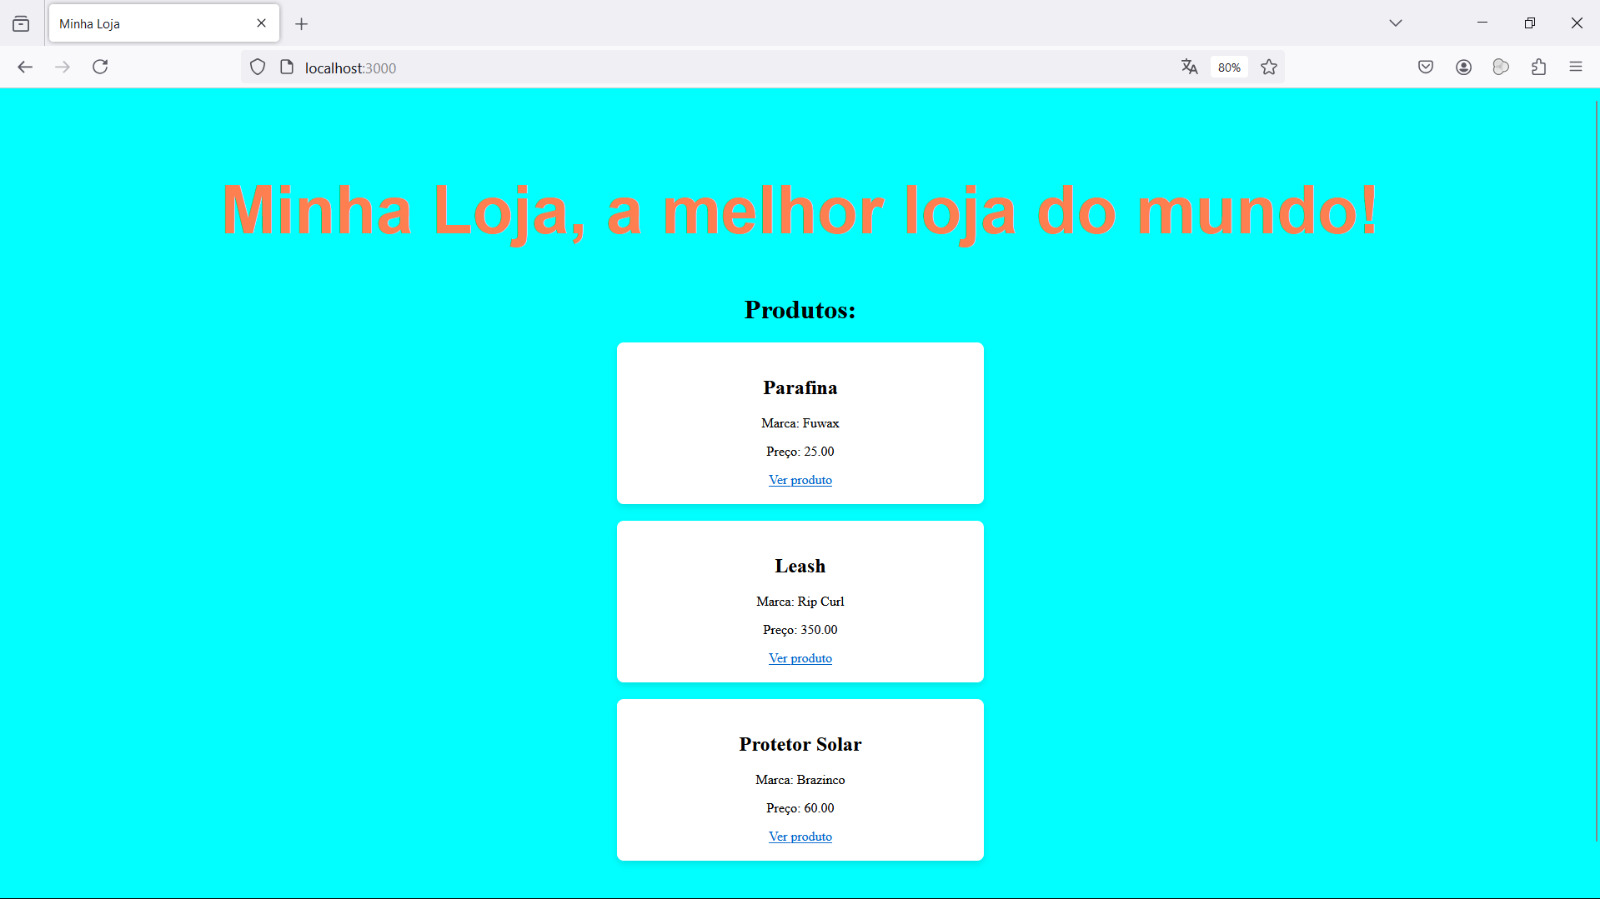 Minha Loja
localhost:3000
80%
Minha Loja, a melhor loja do mundo!
Produtos:
Parafina
Marca: Fuwax
Preço: 25.00
Ver produto
Leash
Marca: Rip Curl
Preço: 350.00
Ver produto
Protetor Solar
Marca: Brazinco
Preço: 60.00
Ver produto